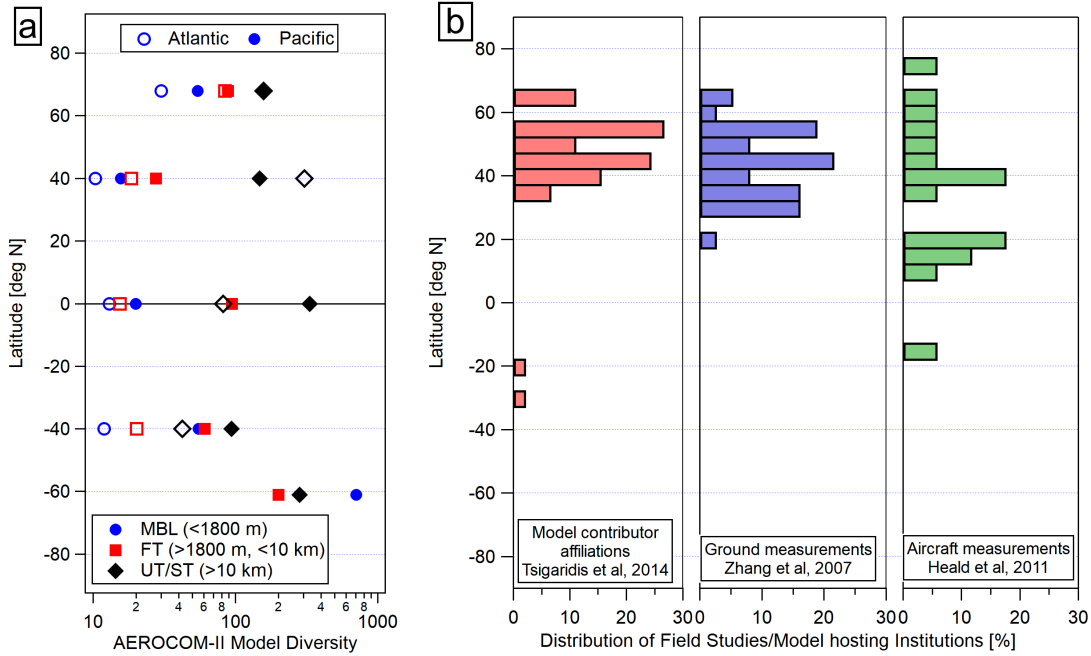 a
Atlantic Pacific
80
60
40
20
0
-20
-40
-60
-80
Latitude [deg N]
MBL (<1800 m)
FT (>1800 m, <10 km)
UT/ST (>10 km)
10 2 4 6 8 100 2 4 6 8 1000
AEROCOM-II Model Diversity
b
80
60
40
20
0
-20
-40
-60
-80
Latitude [deg N]
Model contributor
affiliations
Tsigaridis et al, 2014
Ground measurements
Zhang et al, 2007
Aircraft measurements
Heald et al, 2011
0 10 20 30 0 10 20 30 0 10 20 30
Distribution of Field Studies/Model hosting Institutions [%]